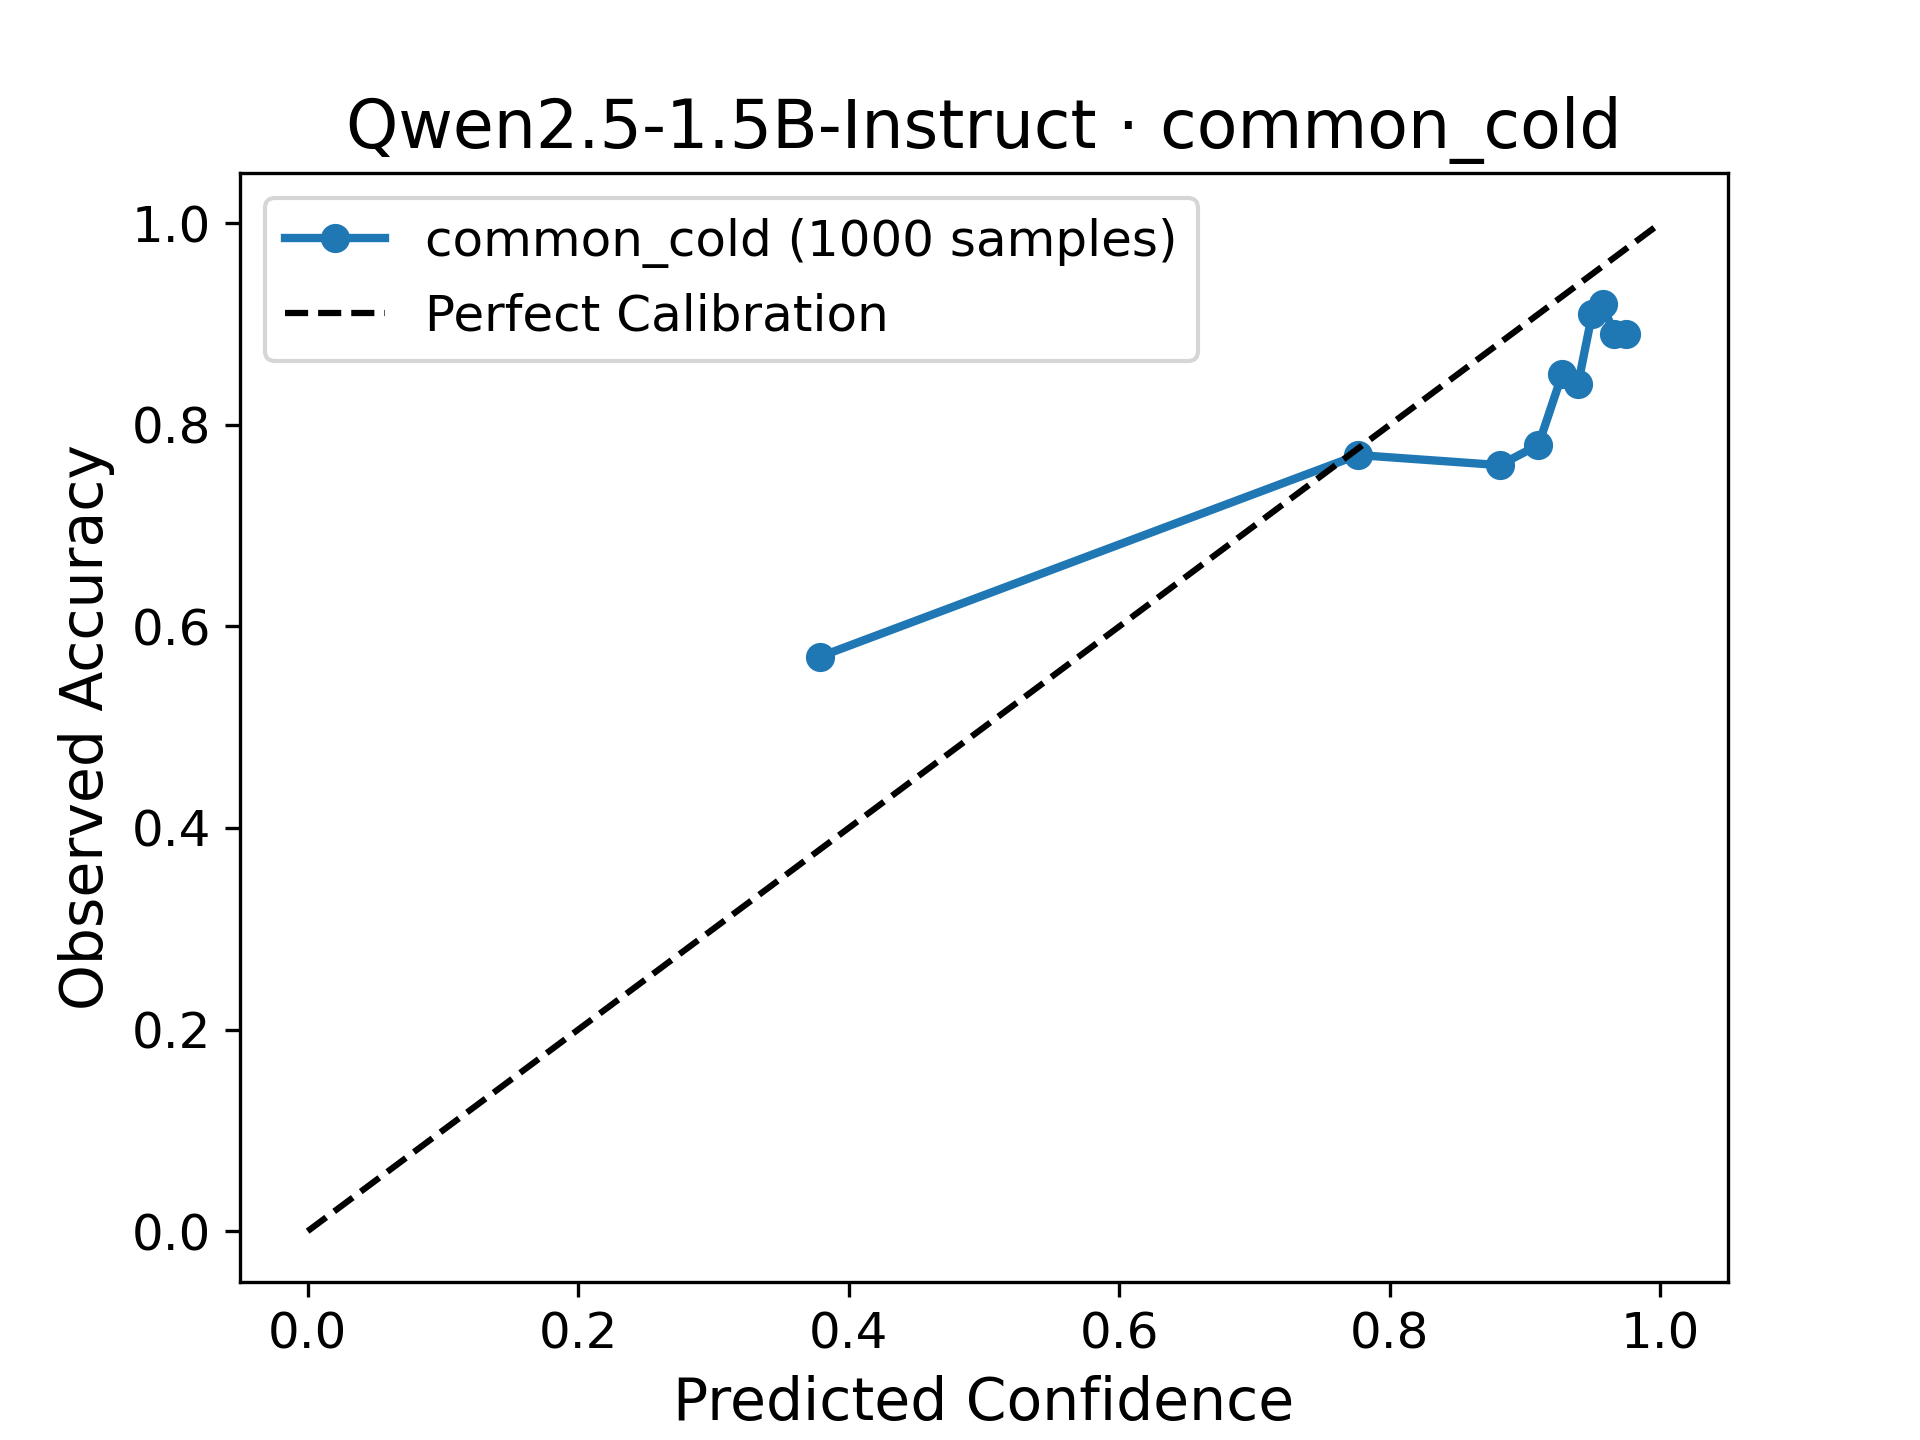 Qwen2.5-1.5B-Instruct · common_cold
common_cold (1000 samples)
Perfect Calibration
Observed Accuracy
1.0
0.8
0.6
0.4
0.2
0.0
0.0 0.2 0.4 0.6 0.8 1.0
Predicted Confidence